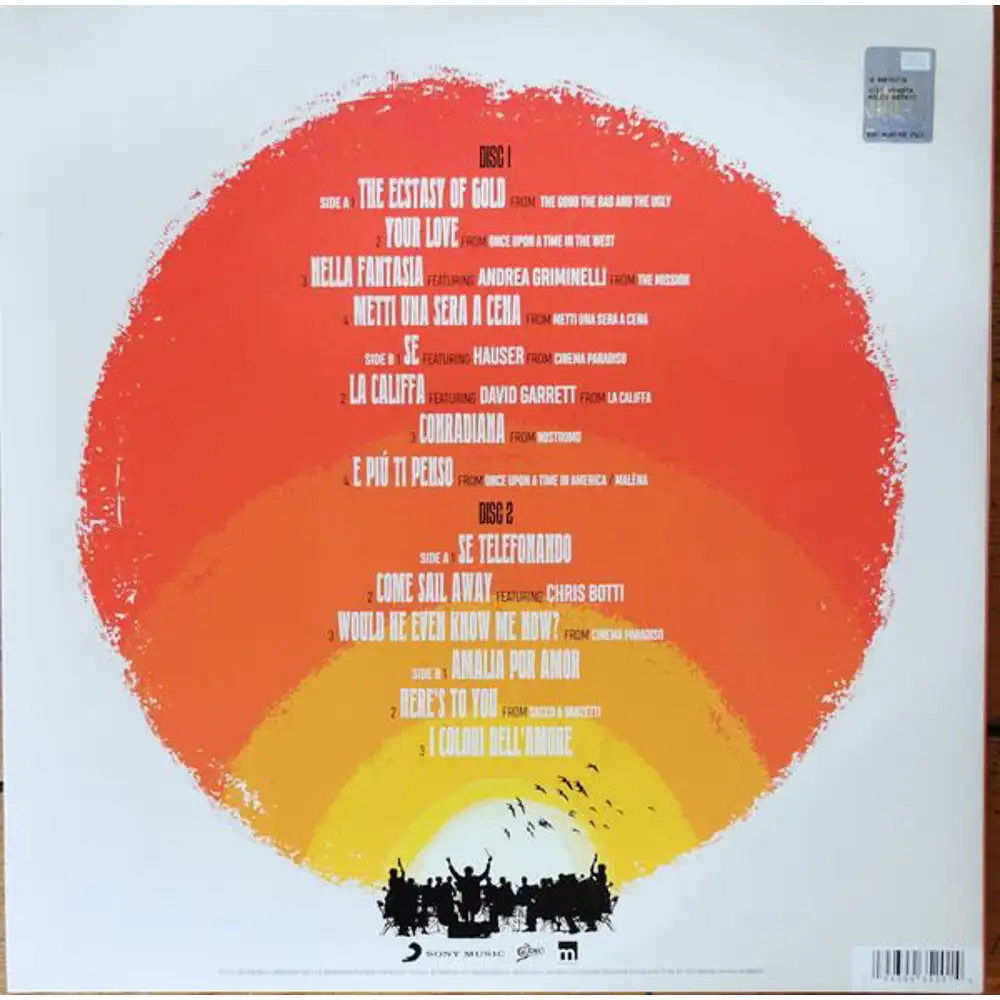 DISC 1
SIDE A 1 THE ECSTASY OF GOLD FROM THE GOOD THE BAD AND THE UGLY
2 YOUR LOVE FROM ONCE UPON A TIME IN THE WEST
3 NELLA FANTASIA FEATURING ANDREA GRIMINELLI FROM THE MISSION
4 METTI UNA SERA A CENA FROM METTI UNA SERA A CENA
SIDE B 1 SE FEATURING HAUSER FROM CINEMA PARADISO
2 LA CALIFFA FEATURING DAVID GARRETT FROM LA CALIFFA
3 CONRADIANA FROM NOSTROMO
4 E PIÚ TI PENSO FROM ONCE UPON A TIME IN AMERICA / MALÈNA
DISC 2
SIDE A 1 SE TELEFONANDO
2 COME SAIL AWAY FEATURING CHRIS BOTTI
3 WOULD HE EVEN KNOW ME NOW? FROM CINEMA PARADISO
SIDE B 1 AMALIA POR AMOR
2 HERE'S TO YOU FROM SACCO & VANZETTI
3 I COLORI DELL'AMORE
SONY MUSIC epic m